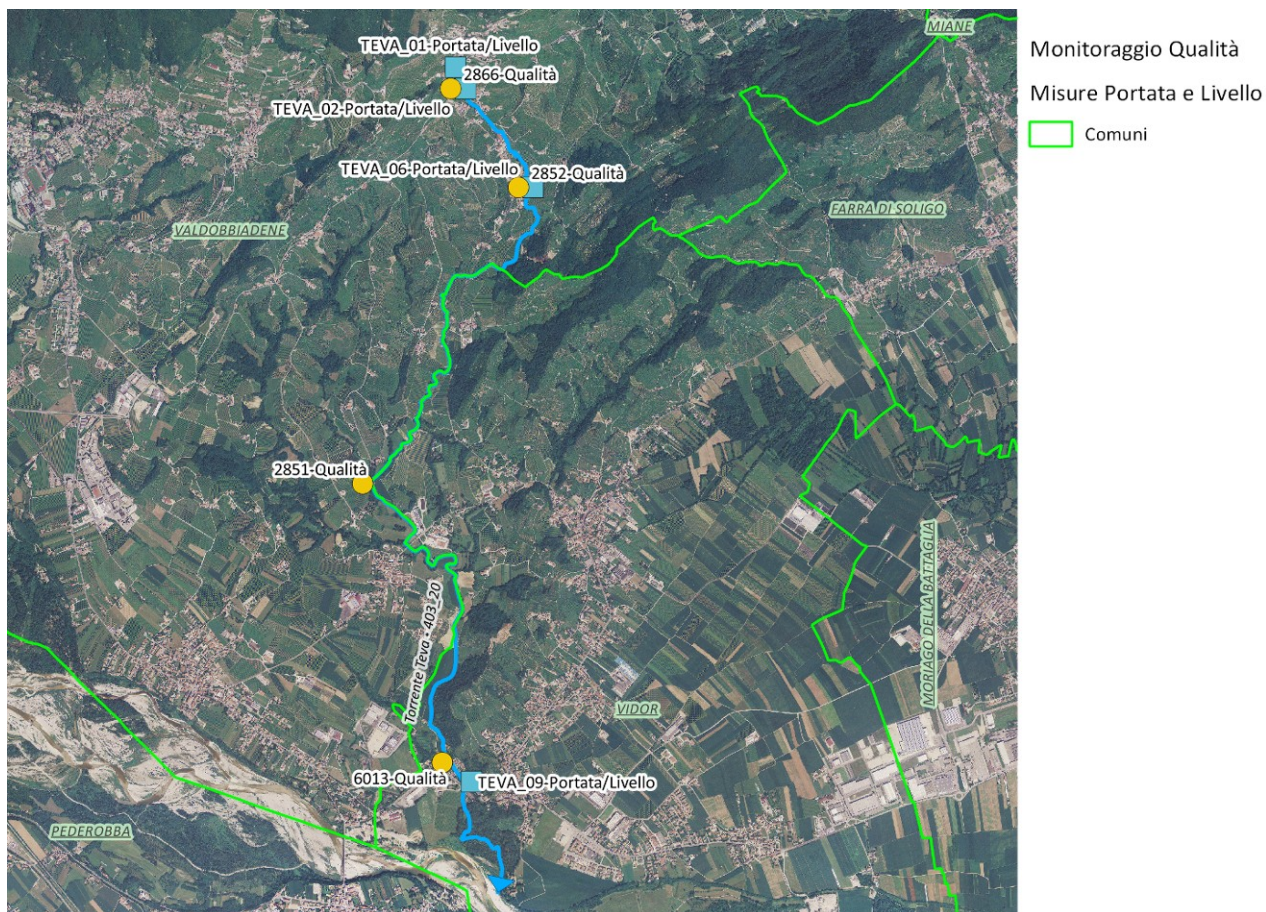 MIANE
TEVA_01-Portata/Livello
2866-Qualità
TEVA_02-Portata/Livello
TEVA_06-Portata/Livello
2852-Qualità
FARRA DI SOLIGO
VALDOBBIADENE
2851-Qualità
Torrente Teva • 403_20
MORIAGO DELLA BATTAGLIA
VIDOR
6013-Qualità
TEVA_09-Portata/Livello
PEDEROBBA
Monitoraggio Qualità
Misure Portata e Livello
Comuni